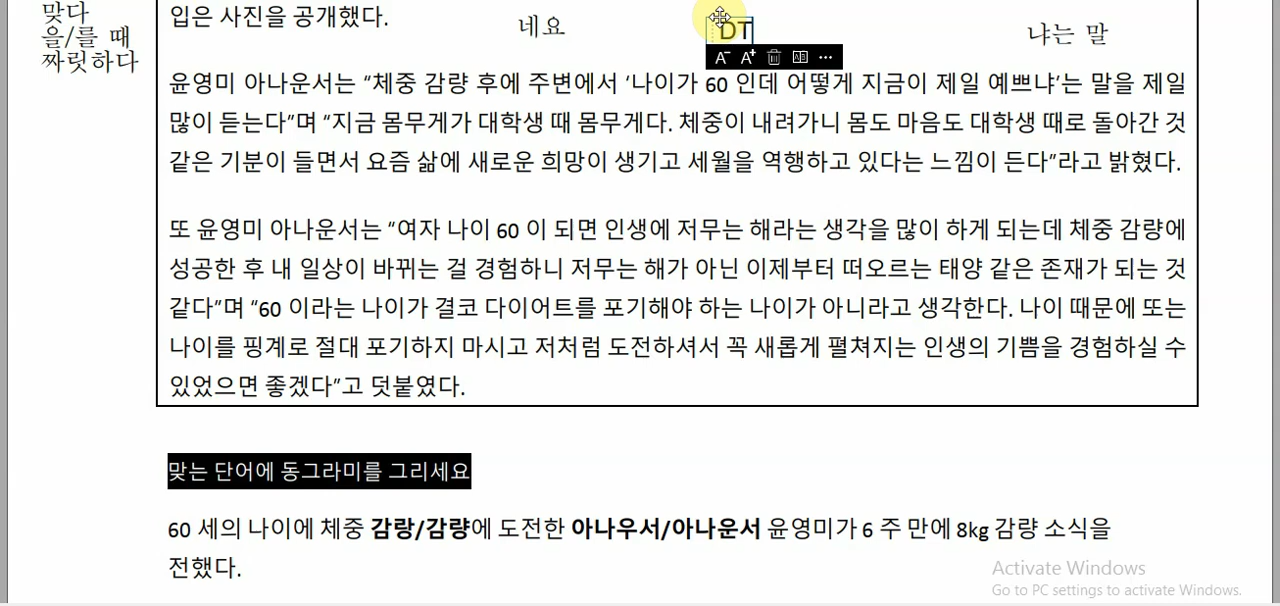 맞다
을/를 때
짜릿하다
입은 사진을 공개했다.
네요
DT
냐는 말
윤영미 아나운서는 “체중 감량 후에 주변에서 ‘나이가 60 인데 어떻게 지금이 제일 예쁘냐’는 말을 제일
많이 듣는다”며 “지금 몸무게가 대학생 때 몸무게다. 체중이 내려가니 몸도 마음도 대학생 때로 돌아간 것
같은 기분이 들면서 요즘 삶에 새로운 희망이 생기고 세월을 역행하고 있다는 느낌이 든다”라고 밝혔다.
또 윤영미 아나운서는 “여자 나이 60 이 되면 인생에 저무는 해라는 생각을 많이 하게 되는데 체중 감량에
성공한 후 내 일상이 바뀌는 걸 경험하니 저무는 해가 아닌 이제부터 떠오르는 태양 같은 존재가 되는 것
같다”며 “60 이라는 나이가 결코 다이어트를 포기해야 하는 나이가 아니라고 생각한다. 나이 때문에 또는
나이를 핑계로 절대 포기하지 마시고 저처럼 도전하셔서 꼭 새롭게 펼쳐지는 인생의 기쁨을 경험하실 수
있었으면 좋겠다”고 덧붙였다.
맞는 단어에 동그라미를 그리세요
60 세의 나이에 체중 감랑/감량에 도전한 아나우서/아나운서 윤영미가 6 주 만에 8kg 감량 소식을
전했다.
Activate Windows
Go to PC settings to activate Windows.